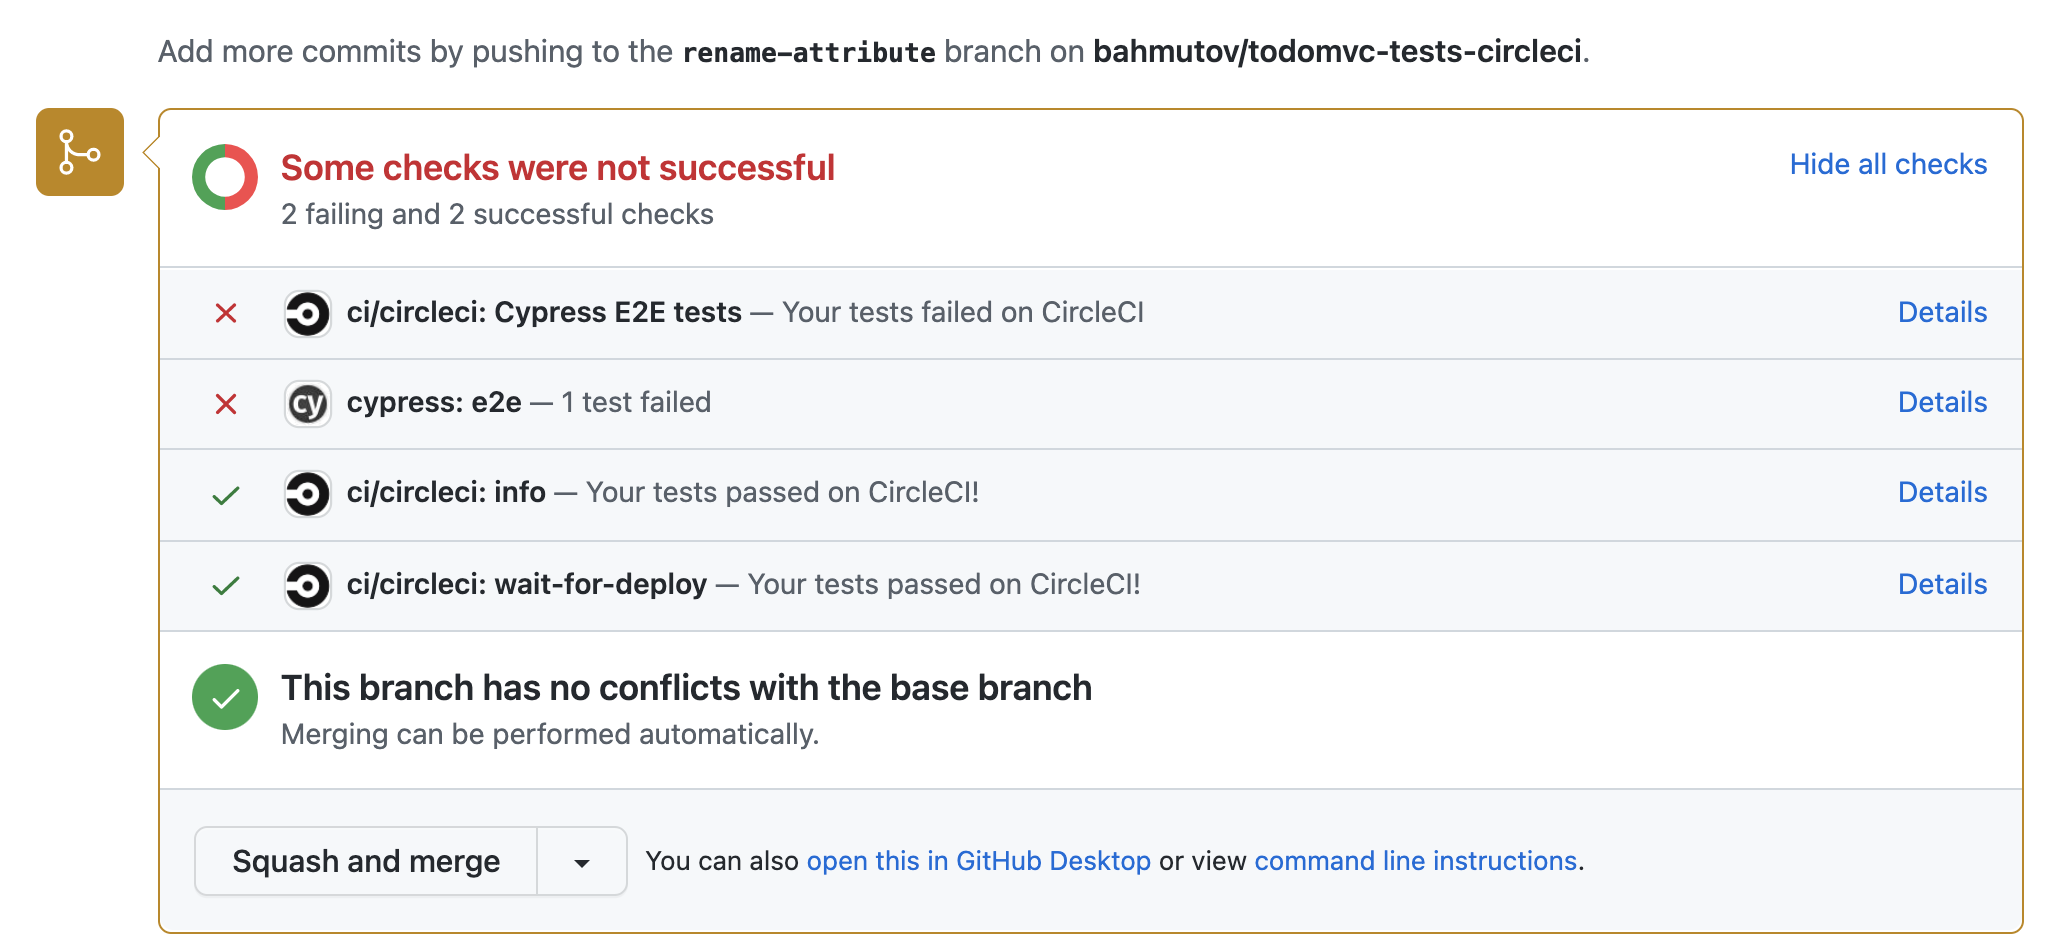 Add more commits by pushing to the rename-attribute branch on bahmutov/todomvc-tests-circleci.
Some checks were not successful
Hide all checks
2 failing and 2 successful checks
ci/circleci: Cypress E2E tests — Your tests failed on CircleCI
Details
cy
cypress: e2e — 1 test failed
Details
ci/circleci: info — Your tests passed on CircleCI!
Details
ci/circleci: wait-for-deploy — Your tests passed on CircleCI!
Details
This branch has no conflicts with the base branch
Merging can be performed automatically.
Squash and merge
You can also open this in GitHub Desktop or view command line instructions.